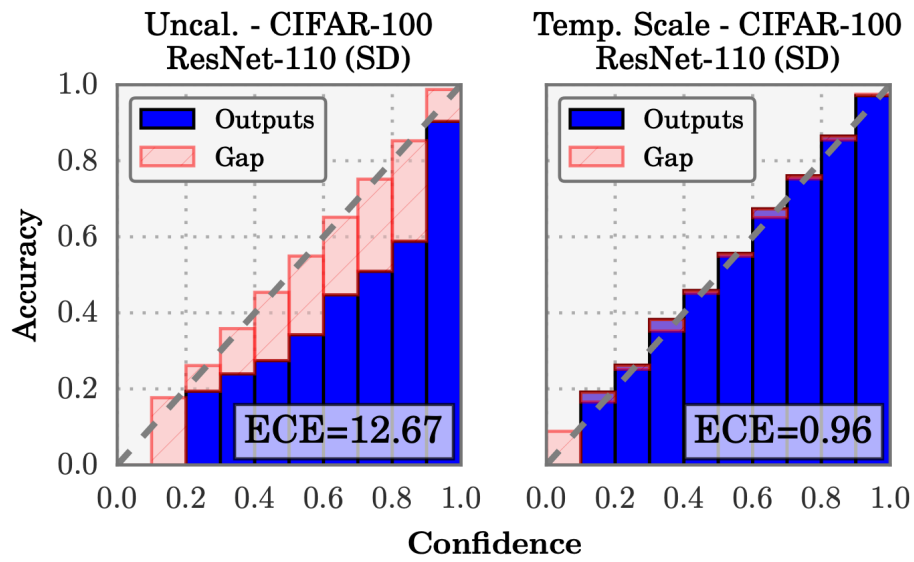 Uncal. - CIFAR-100
ResNet-110 (SD)
Temp. Scale - CIFAR-100
ResNet-110 (SD)
Accuracy
1.0
0.8
0.6
0.4
0.2
0.0
Outputs
Gap
ECE=12.67
0.0 0.2 0.4 0.6 0.8 1.0
Outputs
Gap
ECE=0.96
0.0 0.2 0.4 0.6 0.8 1.0
Confidence